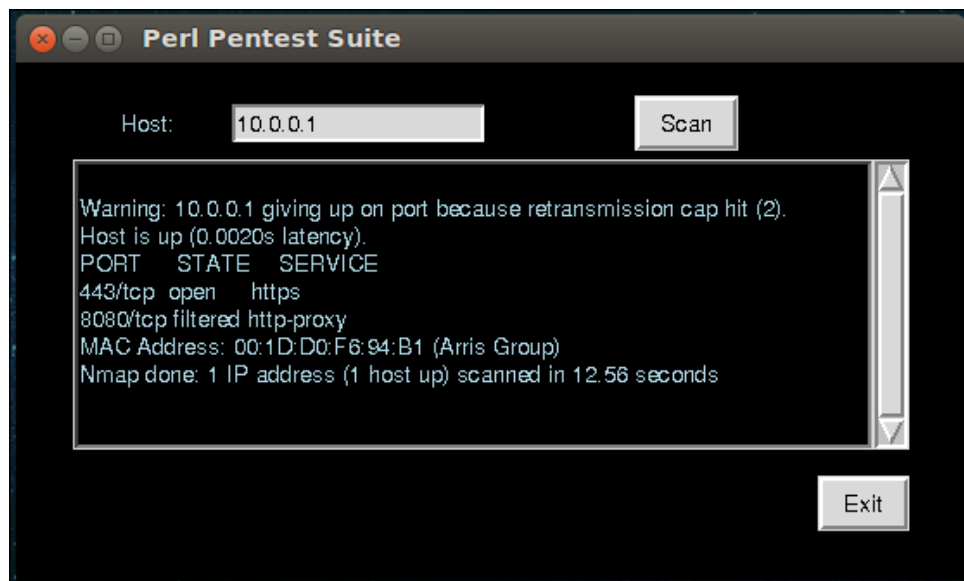 Perl Pentest Suite
Host: 10.0.0.1 Scan
Warning: 10.0.0.1 giving up on port because retransmission cap hit (2).
Host is up (0.0020s latency).
PORT STATE SERVICE
443/tcp open https
8080/tcp filtered http-proxy
MAC Address: 00:1D:D0:F6:94:B1 (Arris Group)
Nmap done: 1 IP address (1 host up) scanned in 12.56 seconds
Exit